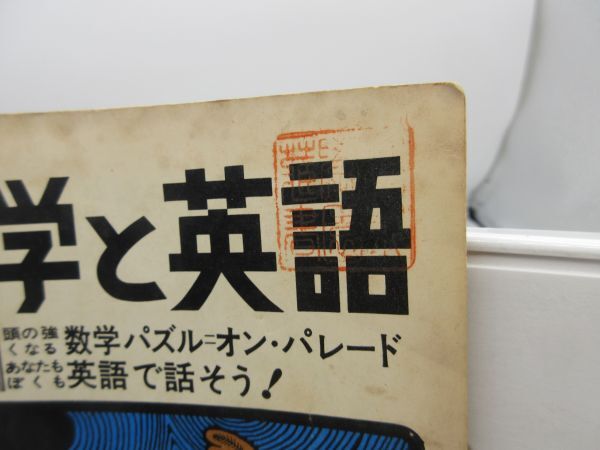 学と英語
頭の強くなる 数学パズル=オン・パレード
あなたもぼくも 英語で話そう!